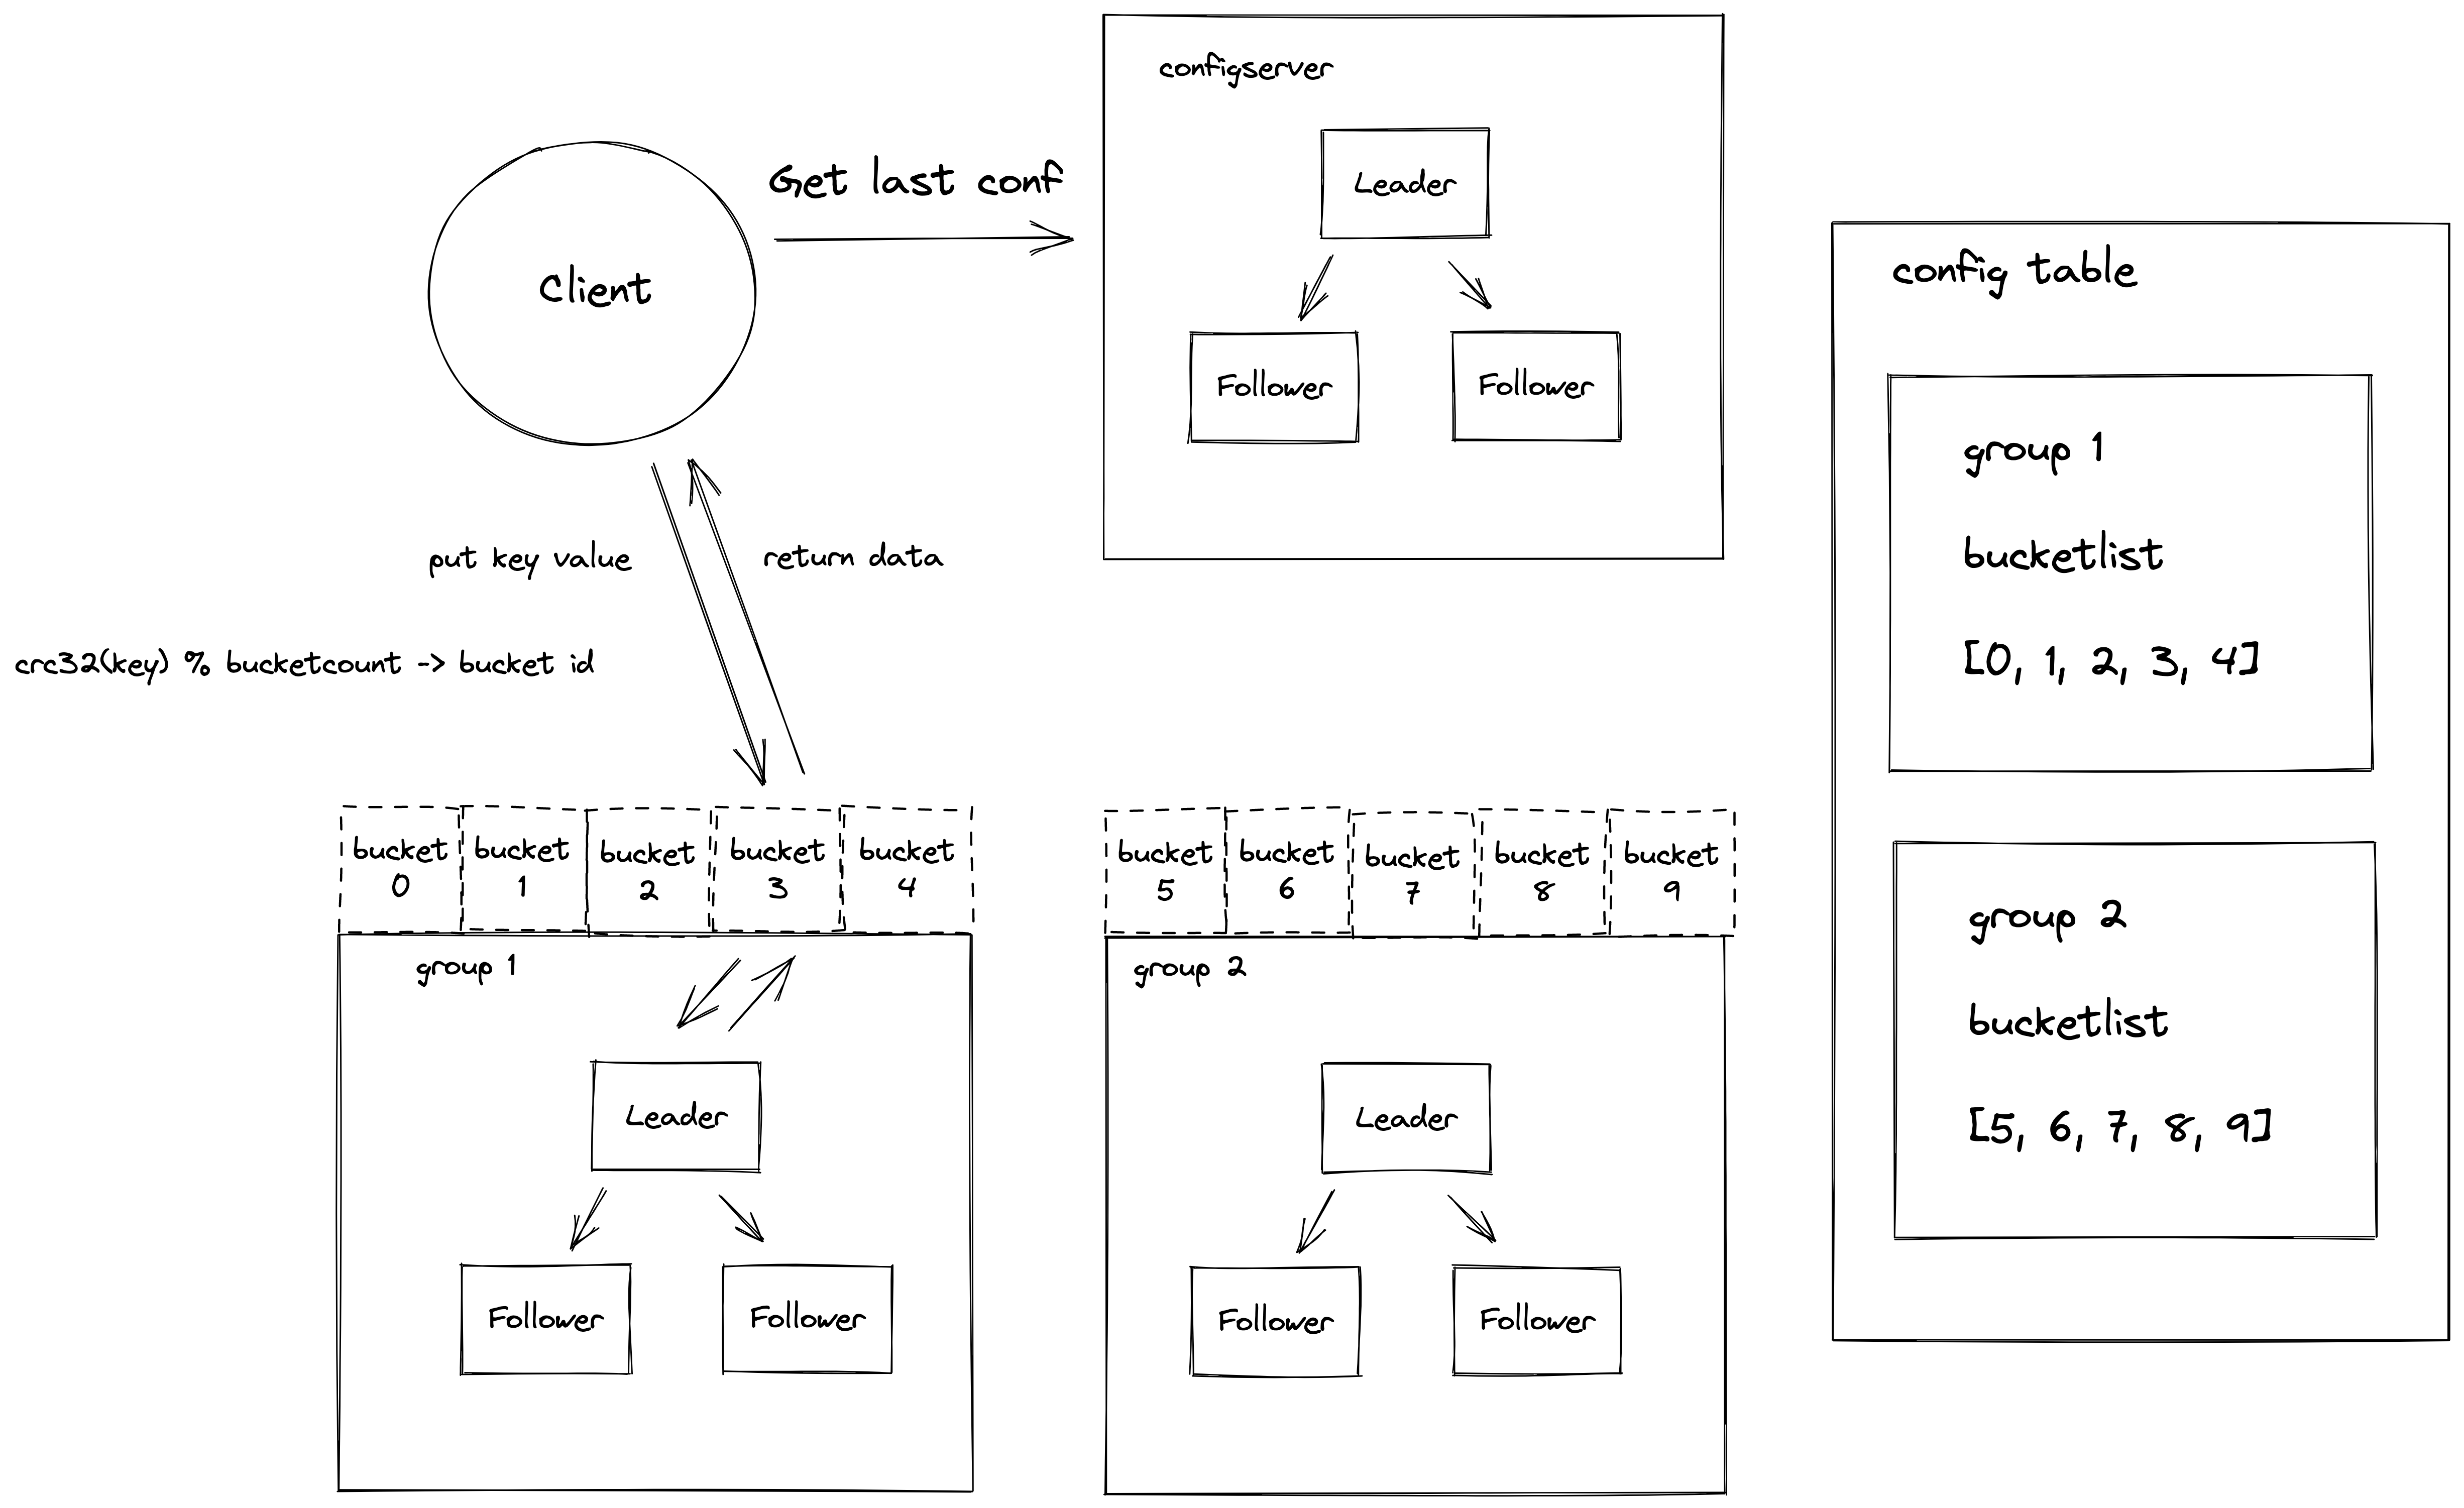 configserver
Leader
Follower
Follower
Get last conf
Client
put key value
return data
crc32(key) % bucketcount -> bucket id
config table
group 1
bucketlist
[0, 1, 2, 3, 4]
group 2
bucketlist
[5, 6, 7, 8, 9]
bucket
0
bucket
1
bucket
2
bucket
3
bucket
4
group 1
Leader
Follower
Follower
bucket
5
bucket
6
bucket
7
bucket
8
bucket
9
group 2
Leader
Follower
Follower